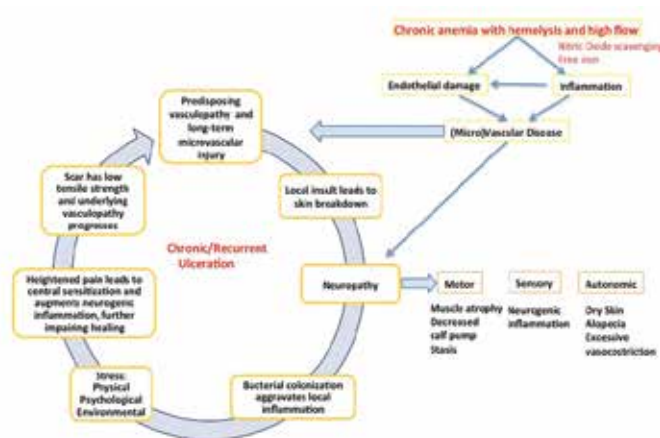 Chronic anemia with hemolysis and high flow
Nitric Oxide scavenging
Free iron
Endothelial damage
Inflammation
(Micro)Vascular Disease
Predisposing
vasculopathy and
long-term
microvascular
injury
Local insult leads to
skin breakdown
Neuropathy
Bacterial colonization
aggravates local
inflammation
Stress:
Physical
Psychological
Environmental
Heightened pain leads to
central sensitization and
augments neurogenic
inflammation, further
impairing healing
Scar has low
tensile strength
and underlying
vasculopathy
progresses
Chronic/Recurrent
Ulceration
Motor
Muscle atrophy
Decreased
calf pump
Stasis
Sensory
Neurogenic
inflammation
Autonomic
Dry Skin
Alopecia
Excessive
vasocostriction